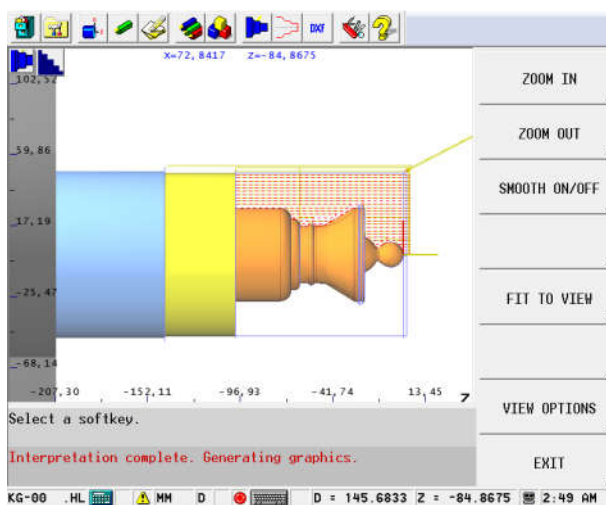 DXF
X=72,8417 Z=-84,8675
102,52
59,86
17,19
-25,47
-68,14
-207,30 -152,11 -96,93 -41,74 13,45 Z
ZOOM IN
ZOOM OUT
SMOOTH ON/OFF
FIT TO VIEW
VIEW OPTIONS
EXIT
Select a softkey.
Interpretation complete. Generating graphics.
KG-00 .HL MM D D = 145.6833 Z = -84.8675 2:49 AM